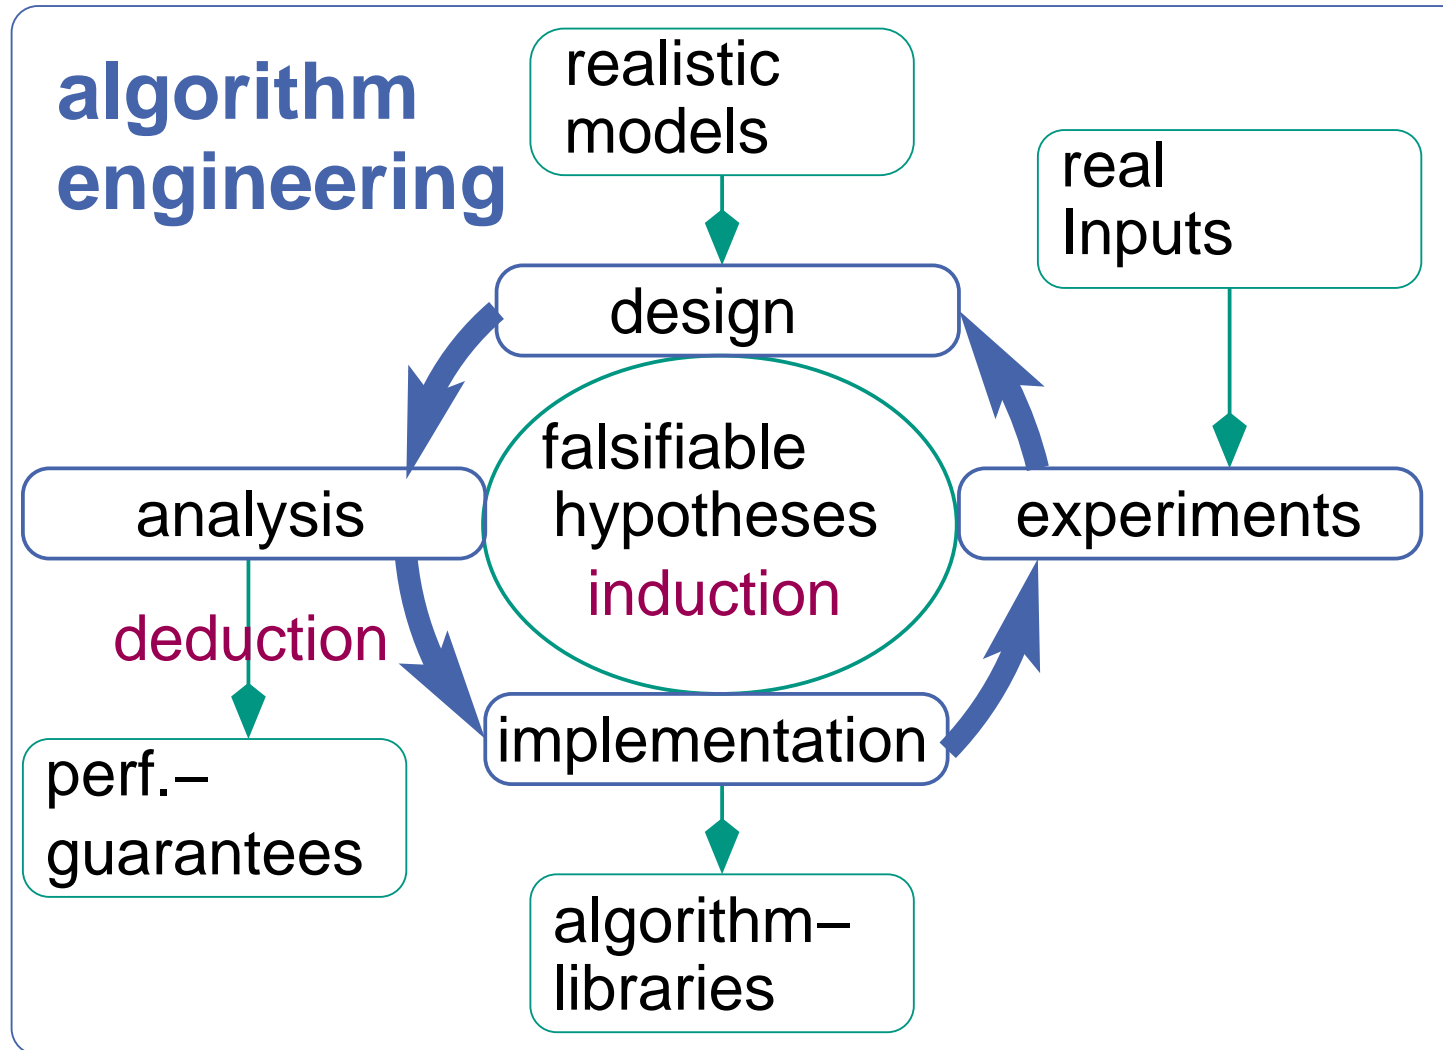 algorithm
engineering
realistic
models
real
Inputs
design
falsifiable
hypotheses
induction
analysis
experiments
deduction
implementation
perf.–
guarantees
algorithm–
libraries